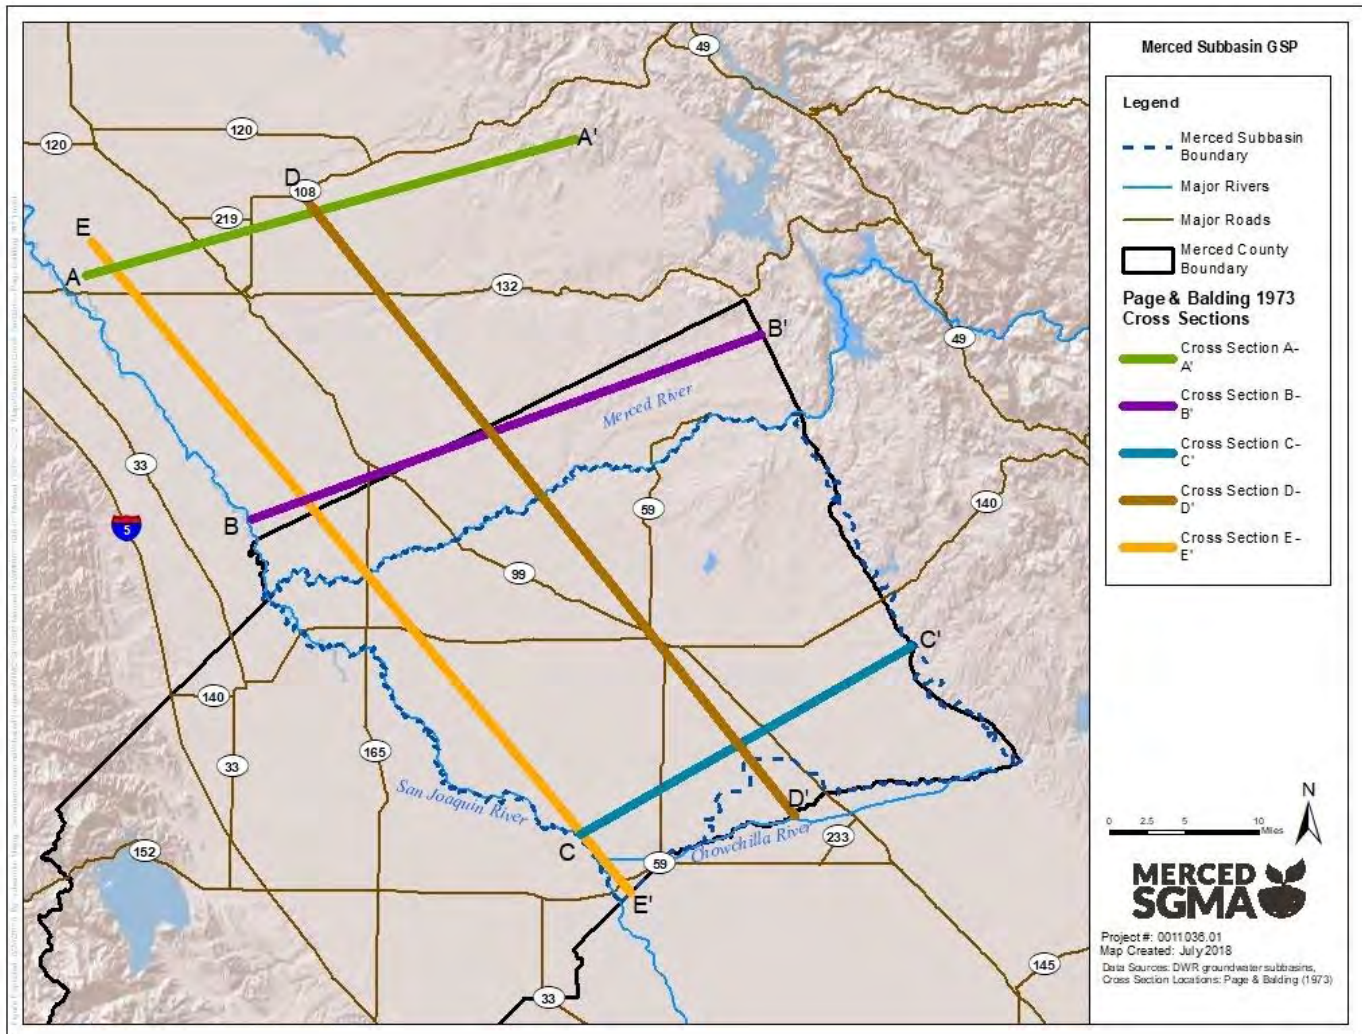 Merced Subbasin GSP
Legend
Merced Subbasin
Boundary
Major Rivers
Major Roads
Merced County
Boundary
Page & Balding 1973
Cross Sections
Cross Section A-
A'
Cross Section B-
B'
Cross Section C-
C'
Cross Section D-
D'
Cross Section E-
E'
N
0 2.5 5 10
Miles
MERCED
SGMA
Project #: 0011036.01
Map Created: July 2018
Data Sources: DWR groundwater subbasins,
Cross Section Locations: Page & Balding (1973)
49
120
120
A'
D
108
219
E
A
132
B'
49
Merced River
33
5
B
59
140
99
C'
140
33
165
San Joaquin River
D'
C
Chowchilla River
233
152
59
E'
33
145